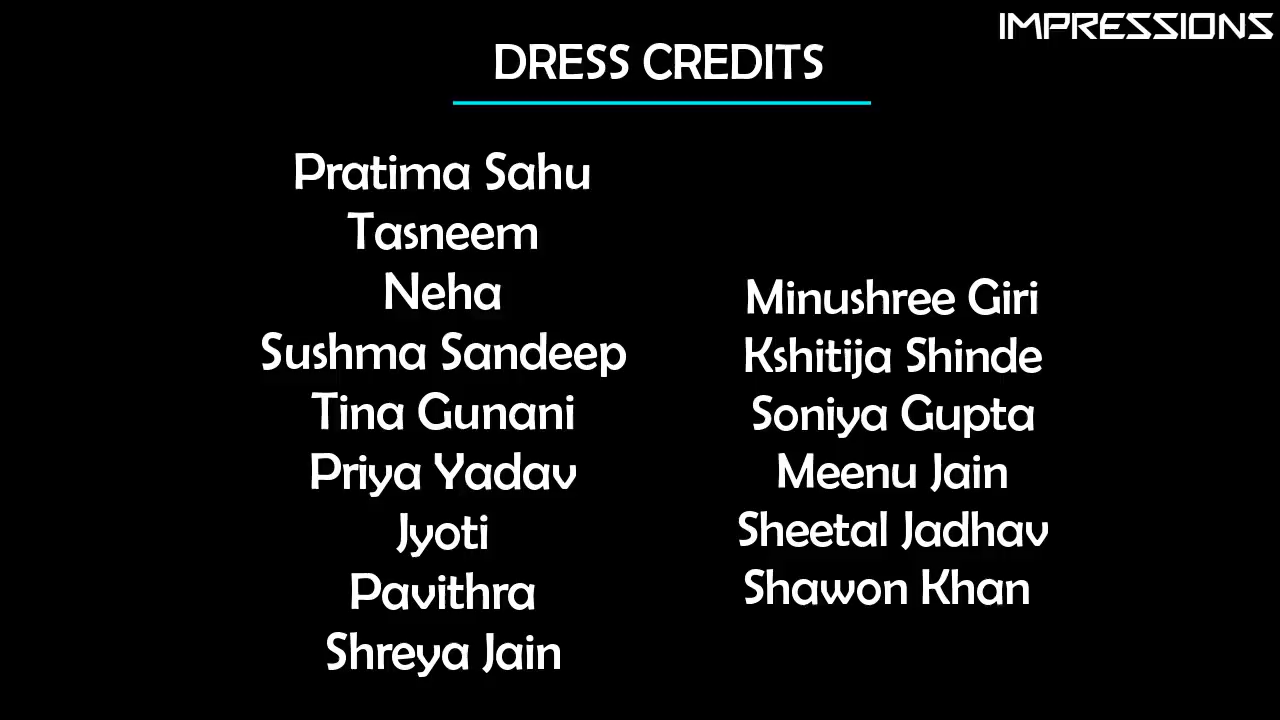 IMPRESSIONS
DRESS CREDITS
Pratima Sahu
Tasneem
Neha
Sushma Sandeep
Tina Gunani
Priya Yadav
Jyoti
Pavithra
Shreya Jain
Minushree Giri
Kshitija Shinde
Soniya Gupta
Meenu Jain
Sheetal Jadhav
Shawon Khan